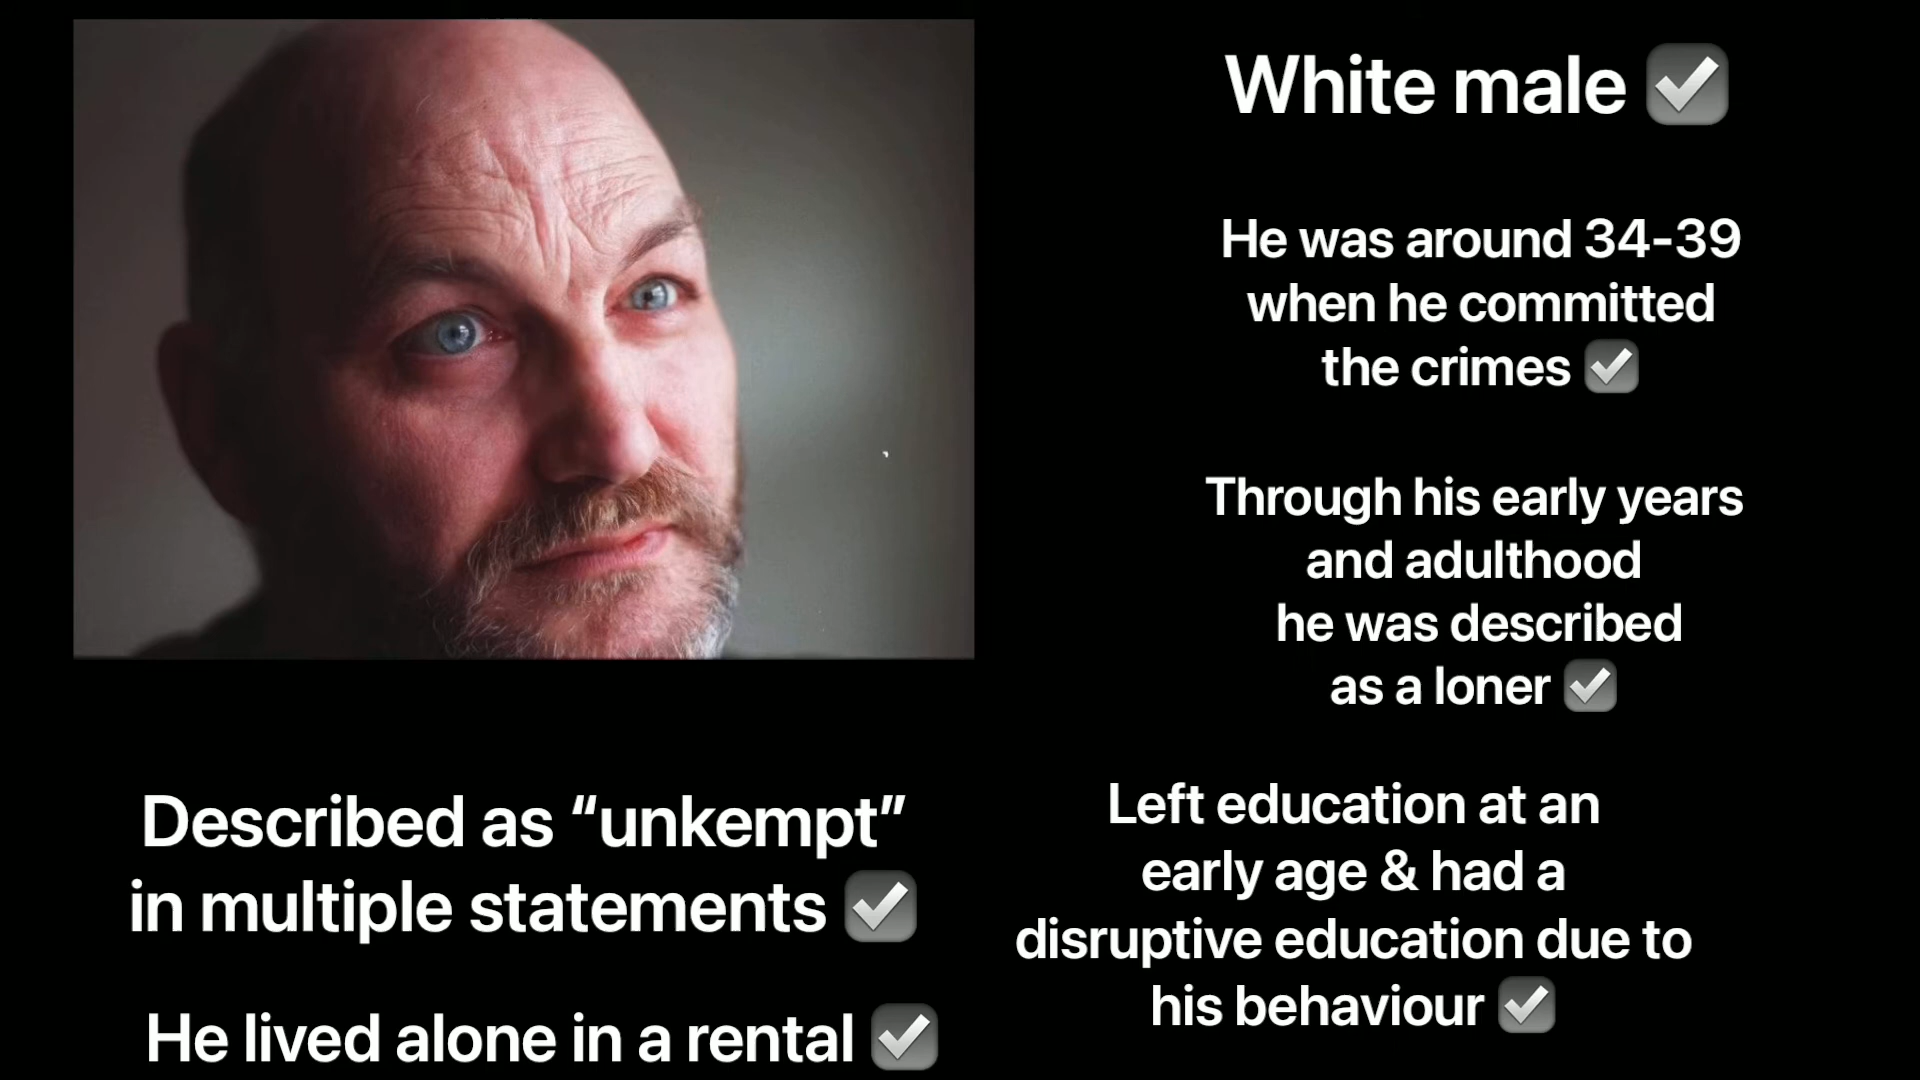 White male ✅
He was around 34-39
when he committed
the crimes ✅
Through his early years
and adulthood
he was described
as a loner ✅
Described as “unkempt”
in multiple statements ✅
He lived alone in a rental ✅
Left education at an
early age & had a
disruptive education due to
his behaviour ✅